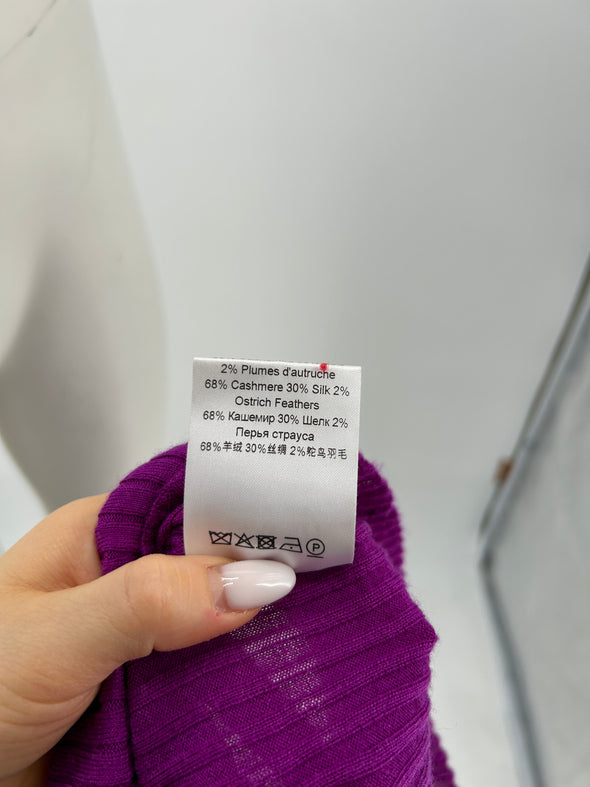 2% Plumes d'autruche
68% Cashmere 30% Silk 2%
Ostrich Feathers
68% Кашемир 30% Шелк 2%
Перья страуса
68%羊绒 30%丝绸 2%鸵鸟羽毛
P